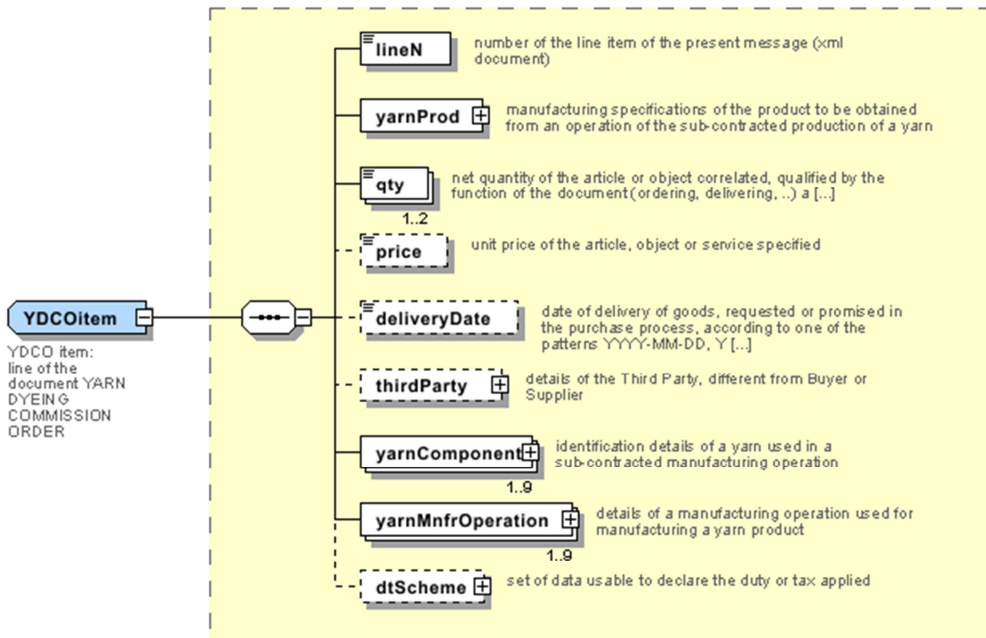 lineN
number of the line item of the present message (xml
document)
yarnProd
manufacturing specifications of the product to be obtained
from an operation of the sub-contracted production of a yarn
qty
net quantity of the article or object correlated, qualified by the
function of the document (ordering, delivering, ..) a [...]
1..2
price
unit price of the article, object or service specified
YDCOitem
YDCO item:
line of the
document YARN
DYEING
COMMISSION
ORDER
deliveryDate
date of delivery of goods, requested or promised in
the purchase process, according to one of the
patterns YYYY-MM-DD, Y [...]
thirdParty
details of the Third Party, different from Buyer or
Supplier
yarnComponent
identification details of a yarn used in a
sub-contracted manufacturing operation
1..9
yarnMnfrOperation
details of a manufacturing operation used for
manufacturing a yarn product
1..9
dtScheme
set of data usable to declare the duty or tax applied